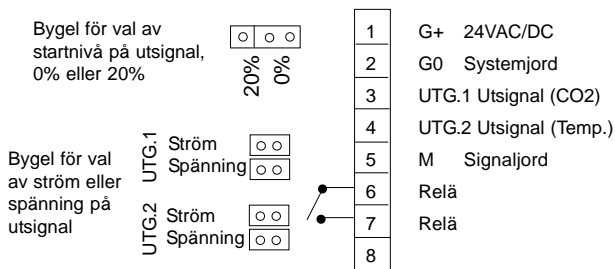 Bygel för val av
startnivå på utsignal,
0% eller 20%
20%
0%
Bygel för val
av ström eller
spänning på
utsignal
UTG.1
Ström
Spänning
UTG.2
Ström
Spänning
1 G+ 24VAC/DC
2 G0 Systemjord
3 UTG.1 Utsignal (CO2)
4 UTG.2 Utsignal (Temp.)
5 M Signaljord
6 Relä
7 Relä
8